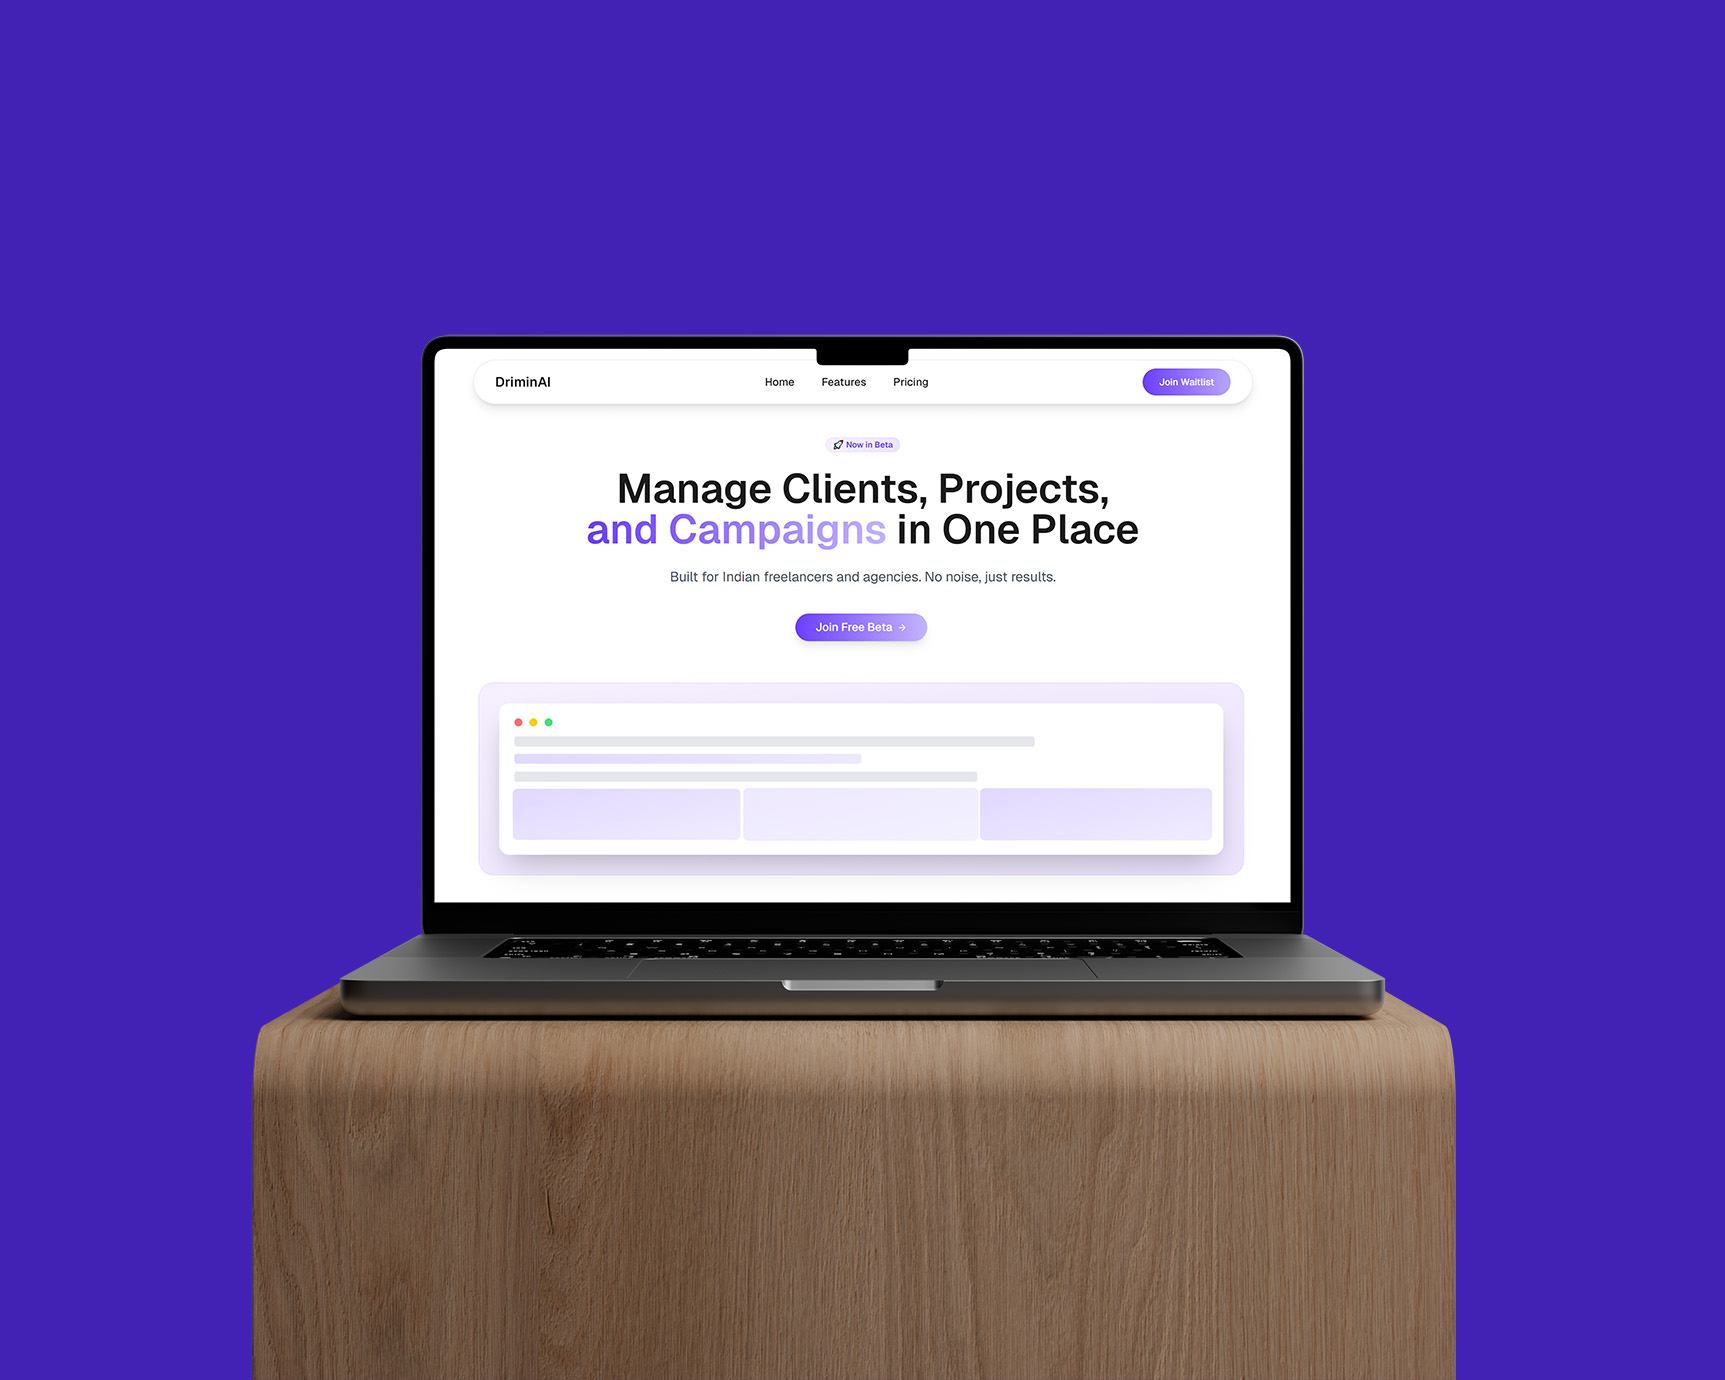 DriminAI
Home
Features
Pricing
Join Waitlist
Now in Beta
Manage Clients, Projects,
and Campaigns in One Place
Built for Indian freelancers and agencies. No noise, just results.
Join Free Beta →